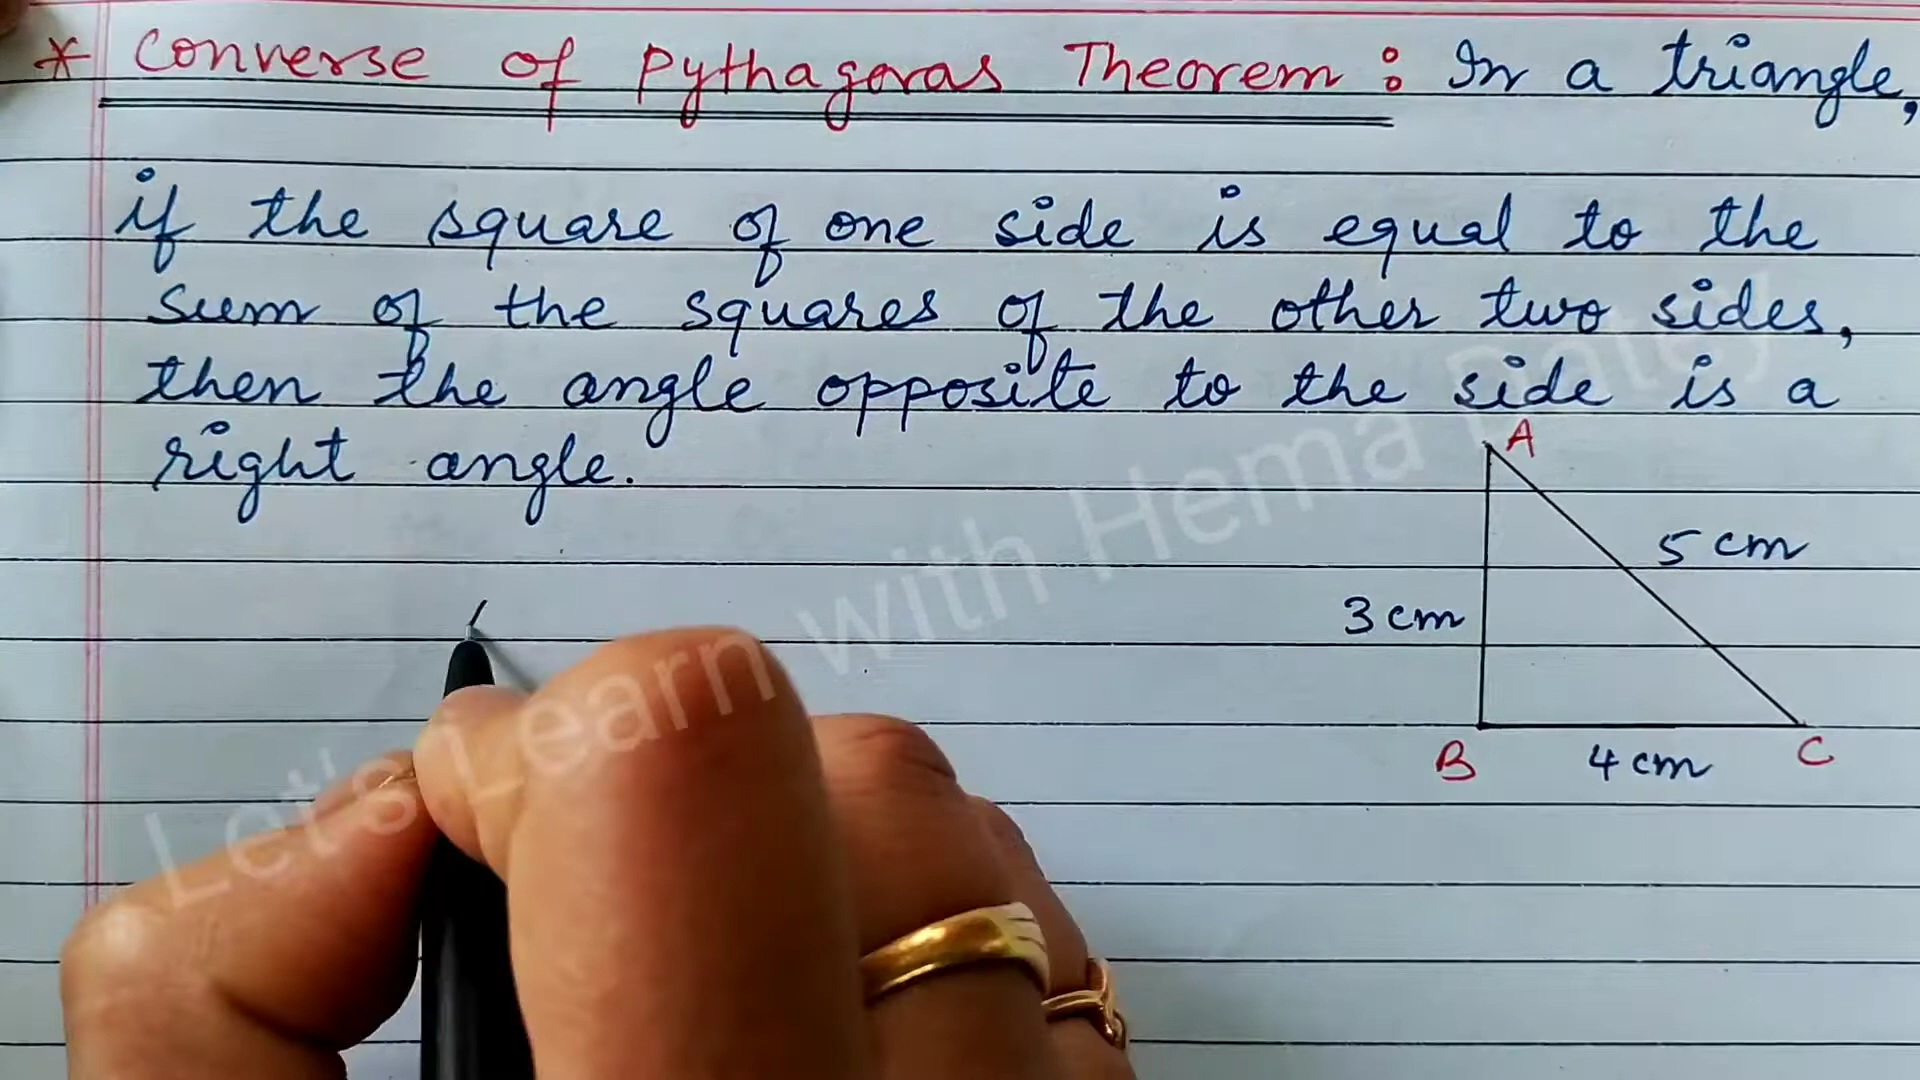 * Converse of Pythagoras Theorem : In a triangle,
if the square of one side is equal to the
sum of the squares of the other two sides,
then the angle opposite to the side is a
right angle.
A
5 cm
3 cm
B 4 cm C
Let's Learn with Hema Datey